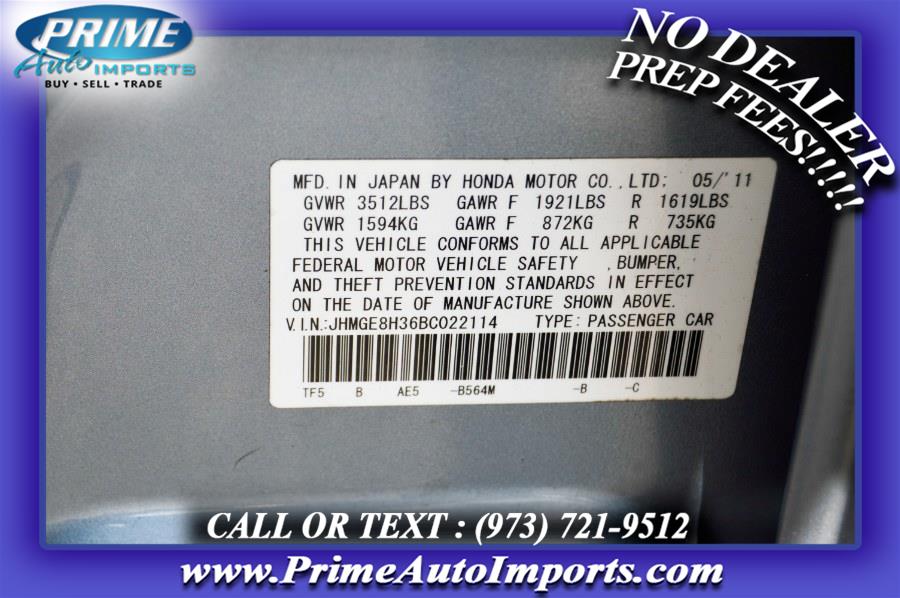 PRIME
Auto IMPORTS
BUY • SELL • TRADE
NO DEALER
PREP FEES!!!!!
MFD. IN JAPAN BY HONDA MOTOR CO., LTD; 05/'11
GVWR 3512LBS GAWR F 1921LBS R 1619LBS
GVWR 1594KG GAWR F 872KG R 735KG
THIS VEHICLE CONFORMS TO ALL APPLICABLE
FEDERAL MOTOR VEHICLE SAFETY ,BUMPER,
AND THEFT PREVENTION STANDARDS IN EFFECT
ON THE DATE OF MANUFACTURE SHOWN ABOVE.
V.I.N.:JHMGE8H36BC022114 TYPE: PASSENGER CAR
TF5 B AE5 -B564M -B -C
CALL OR TEXT : (973) 721-9512
www.PrimeAutoImports.com